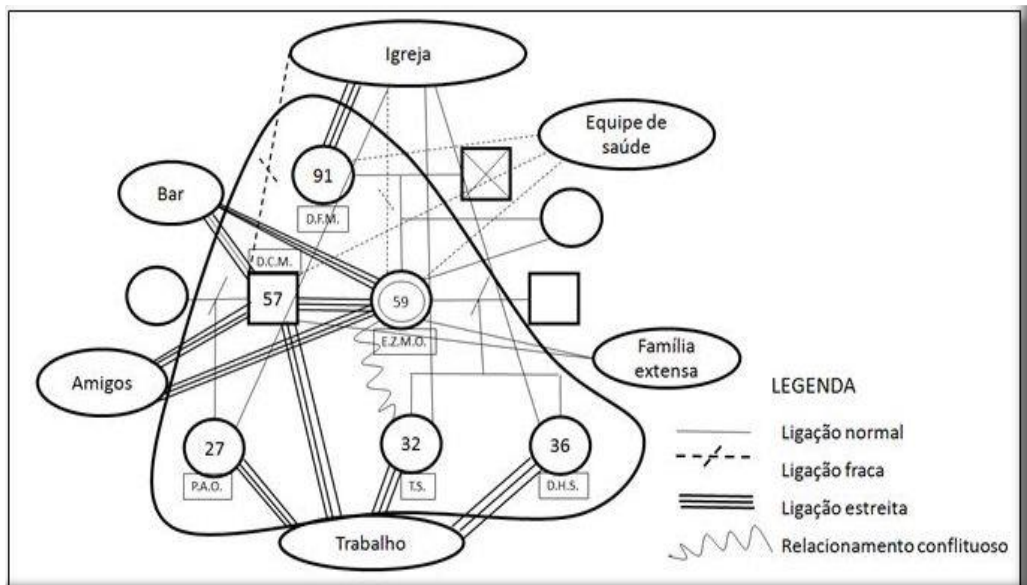 Igreja
Equipe de
saúde
91
D.F.M.
Bar
D.C.M.
57
59
E.Z.M.O.
Família
extensa
Amigos
LEGENDA
27
32
36
P.A.O.
T.S.
D.H.S.
Ligação normal
Ligação fraca
Ligação estreita
Trabalho
Relacionamento conflituoso